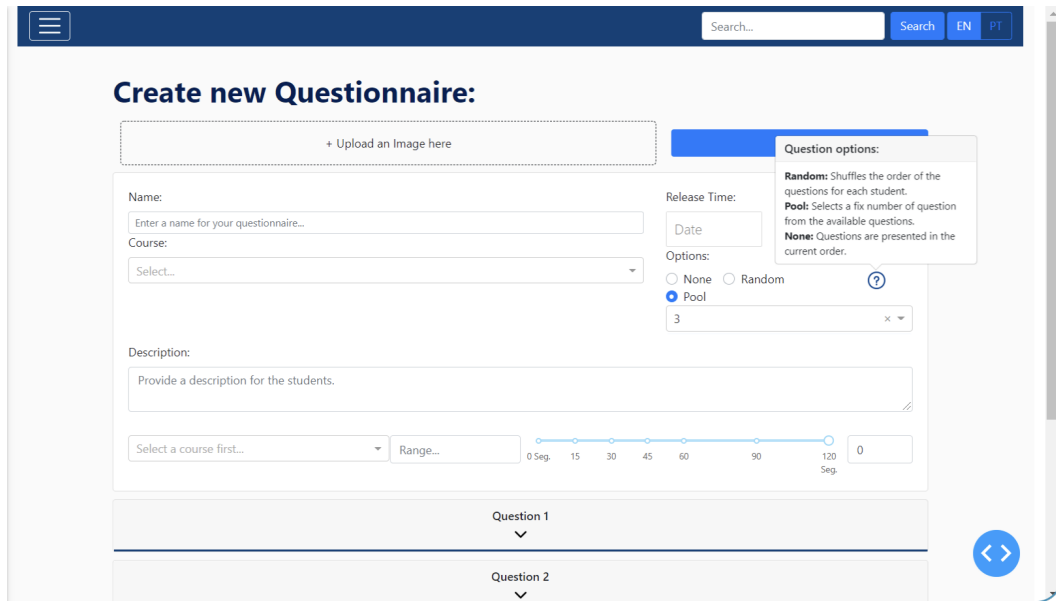 Search...
Search
EN
PT
Create new Questionnaire:
+ Upload an Image here
Question options:
Random: Shuffles the order of the
questions for each student.
Pool: Selects a fix number of question
from the available questions.
None: Questions are presented in the
current order.
Name:
Enter a name for your questionnaire...
Course:
Select...
Release Time:
Date
Options:
None
Random
?
Pool
3
Description:
Provide a description for the students.
Select a course first...
Range...
0 Seg.
15
30
45
60
90
120
Seg.
0
Question 1
Question 2